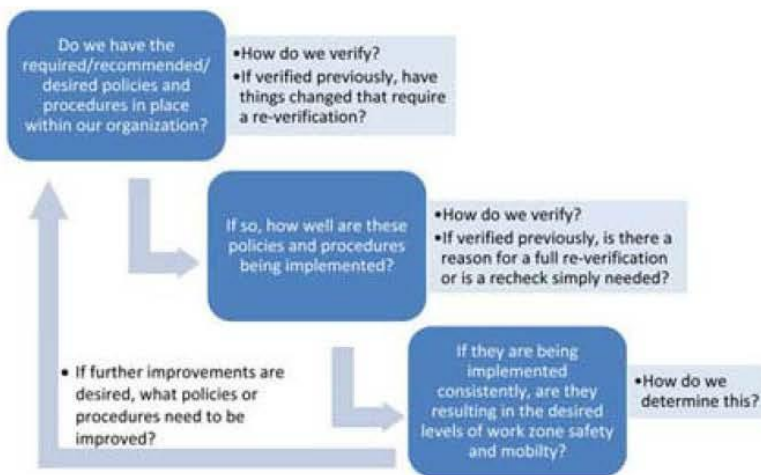 Do we have the
required/recommended/
desired policies and
procedures in place
within our organization?
•How do we verify?
•If verified previously, have
things changed that require
a re-verification?
If so, how well are these
policies and procedures
being implemented?
•How do we verify?
•If verified previously, is there a
reason for a full re-verification
or is a recheck simply needed?
If they are being
implemented
consistently, are they
resulting in the desired
levels of work zone safety
and mobilty?
•How do we
determine this?
• If further improvements are
desired, what policies or
procedures need to be
improved?